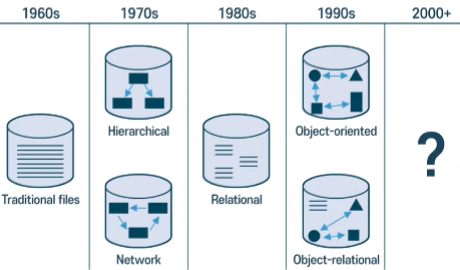 1960s
1970s
1980s
1990s
2000+
Hierarchical
Object-oriented
?
Traditional files
Relational
Network
Object-relational